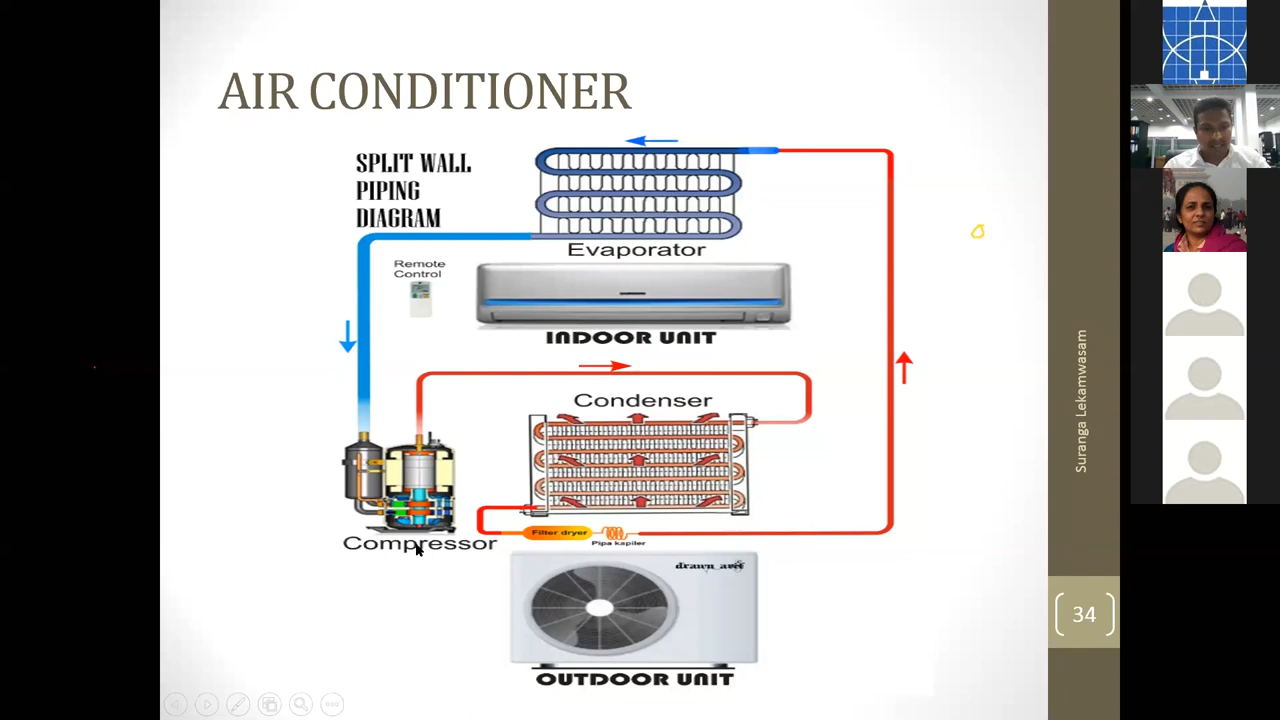 AIR CONDITIONER
SPLIT WALL
PIPING
DIAGRAM
Evaporator
Remote
Control
INDOOR UNIT
Condenser
Filter dryer
Pipa kapiler
Compressor
OUTDOOR UNIT
Suranga Lekamwasam
34